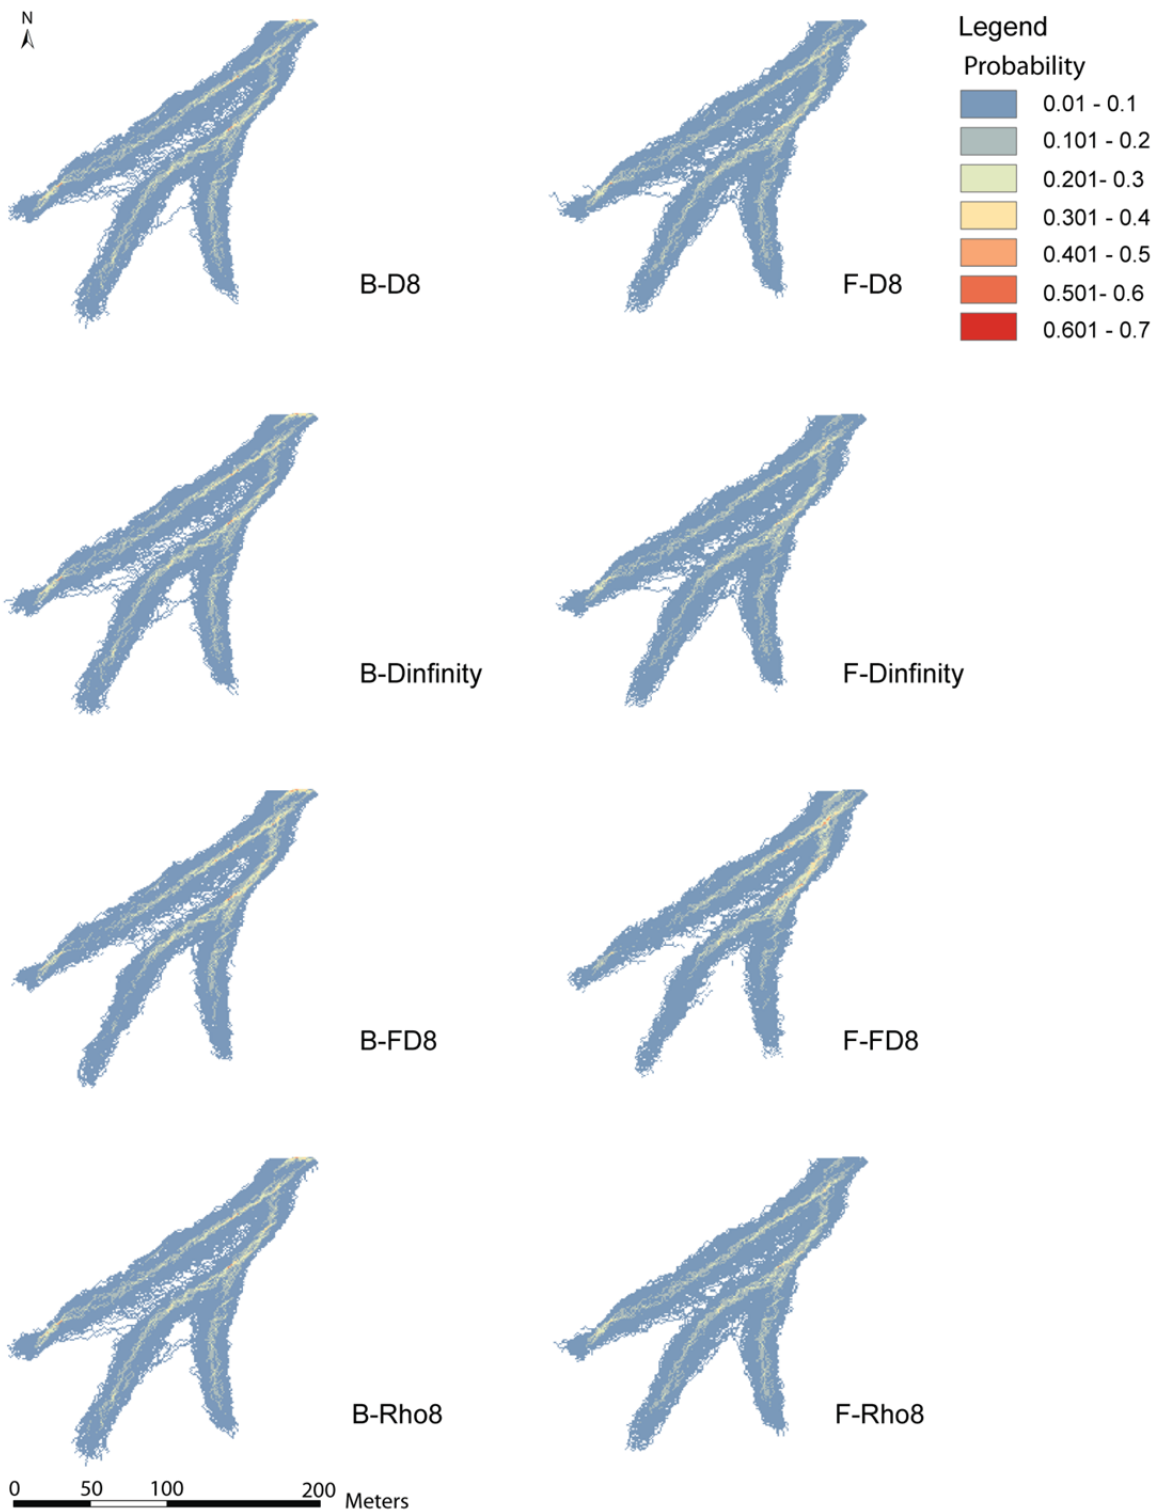 N
Legend
Probability
0.01 - 0.1
0.101 - 0.2
0.201- 0.3
0.301 - 0.4
0.401 - 0.5
0.501- 0.6
0.601 - 0.7
B-D8
F-D8
B-Dinfinity
F-Dinfinity
B-FD8
F-FD8
B-Rho8
F-Rho8
0 50 100 200 Meters